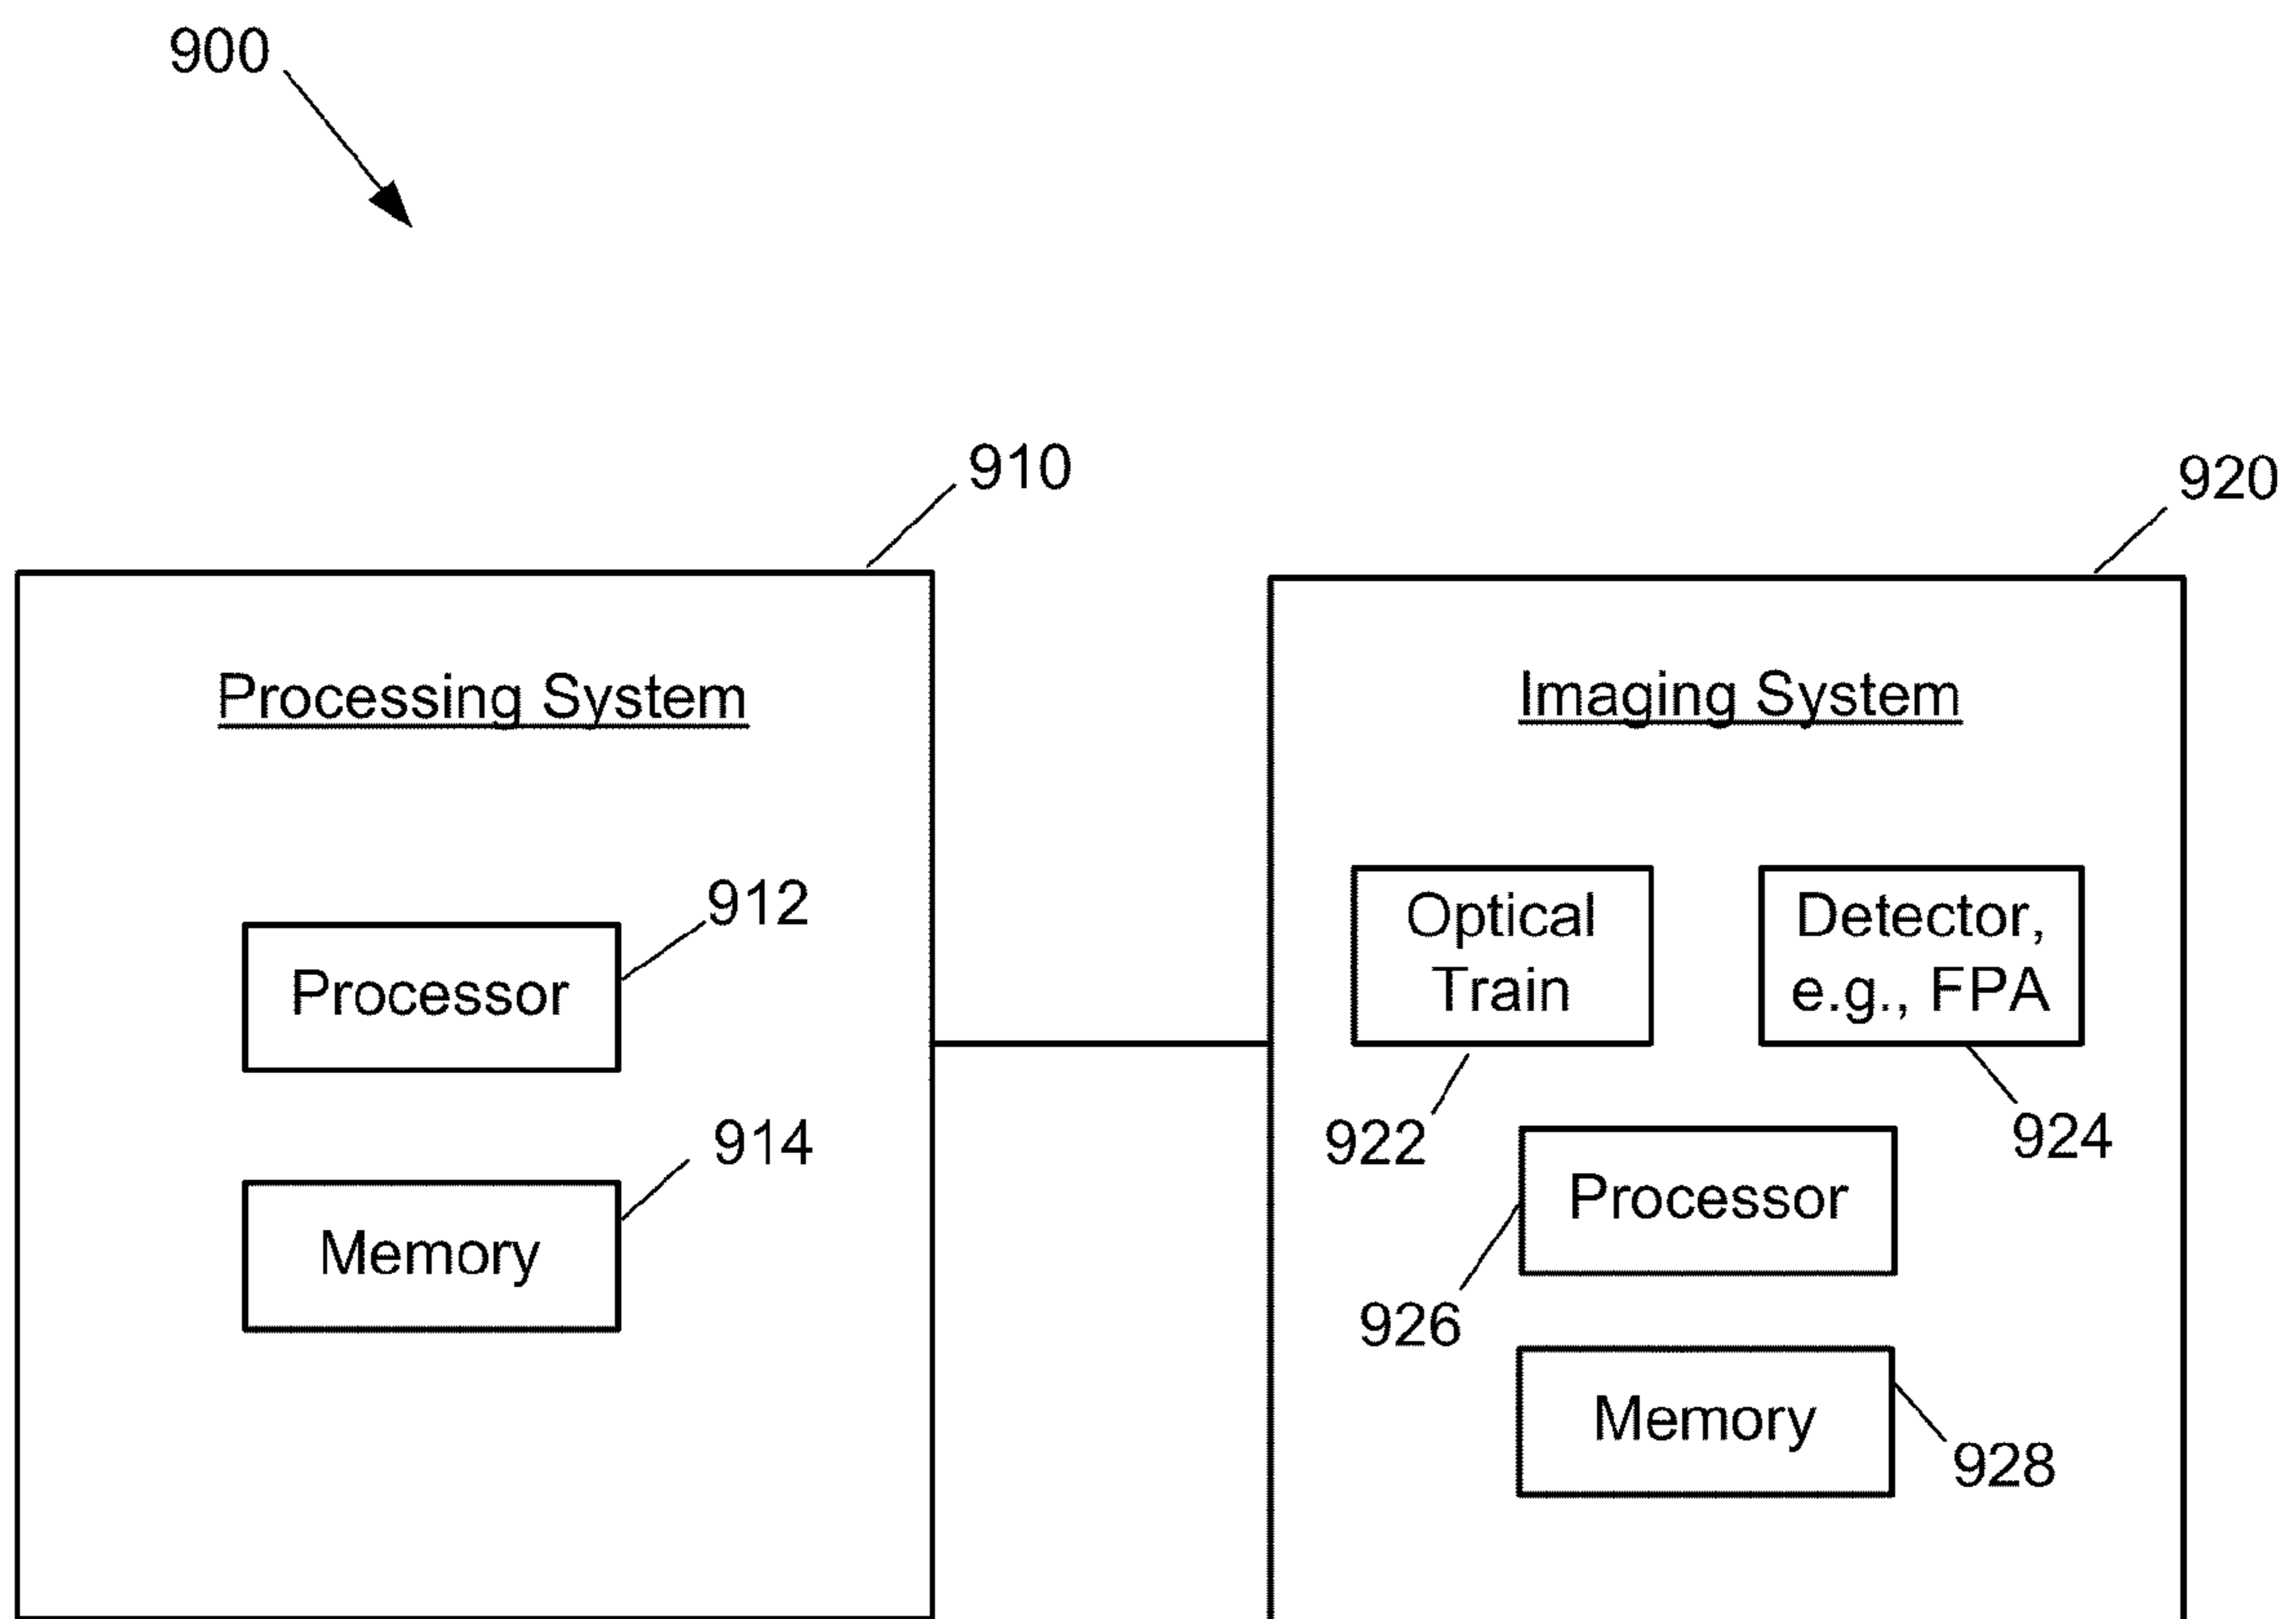 900
910
920
Processing System
Imaging System
912
Processor
914
Memory
Optical
Train
922
Detector,
e.g., FPA
924
Processor
926
Memory
928